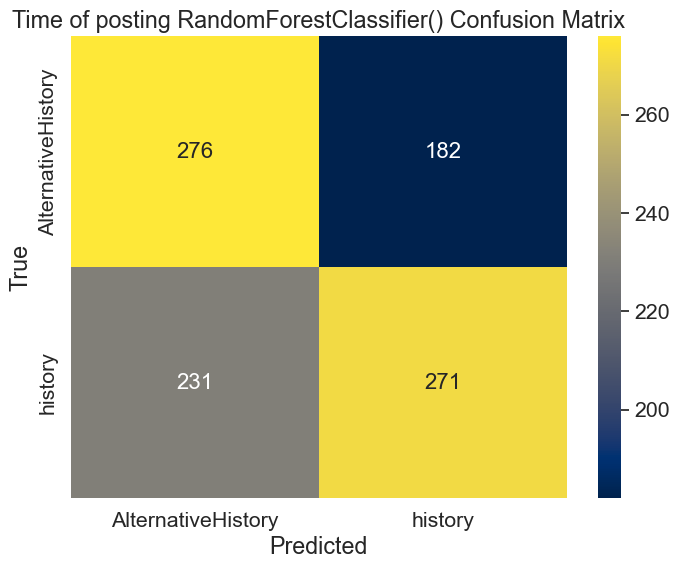 Time of posting RandomForestClassifier() Confusion Matrix
True
AlternativeHistory
history
276
182
231
271
AlternativeHistory
history
Predicted
260
240
220
200